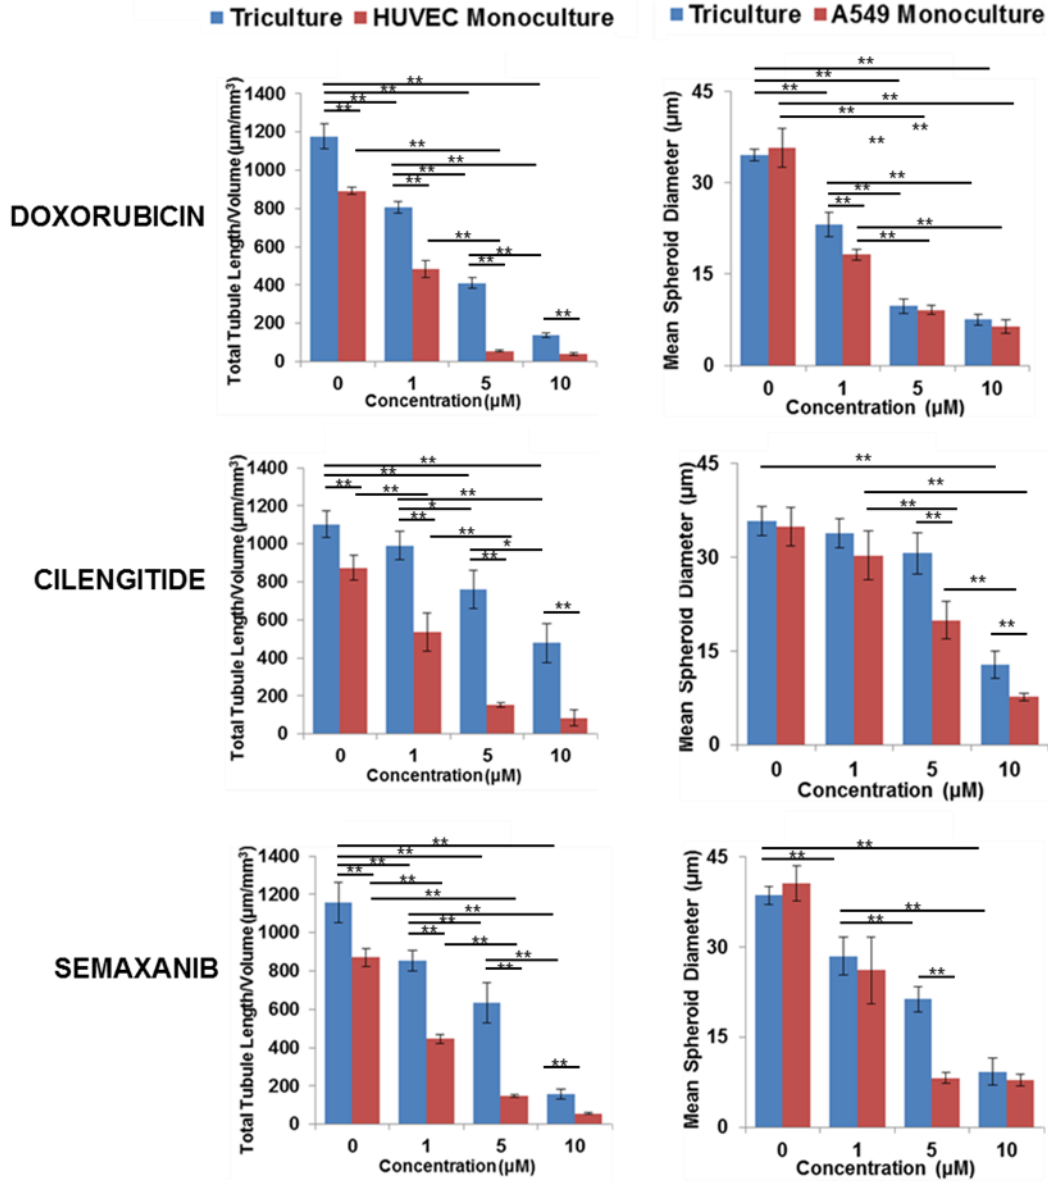 Triculture HUVEC Monoculture
Triculture A549 Monoculture
DOXORUBICIN
Total Tubule Length/Volume (µm/mm³)
1400
1200
1000
800
600
400
200
0
** ** ** **
** ** ** **
** ** **
**
0 1 5 10
Concentration (µM)
Mean Spheroid Diameter (µm)
45
30
15
0
** ** ** ** ** ** **
** ** ** ** **
0 1 5 10
Concentration (µM)
CILENGITIDE
Total Tubule Length/Volume (µm/mm³)
1400
1200
1000
800
600
400
200
0
** ** ** ** ** * **
** * ** **
0 1 5 10
Concentration (µM)
Mean Spheroid Diameter (µm)
45
30
15
0
** ** ** ** ** **
0 1 5 10
Concentration (µM)
SEMAXANIB
Total Tubule Length/Volume (µm/mm³)
1400
1200
1000
800
600
400
200
0
** ** ** ** ** **
** ** ** ** ** ** **
0 1 5 10
Concentration (µM)
Mean Spheroid Diameter (µm)
45
30
15
0
** ** ** ** **
0 1 5 10
Concentration (µM)